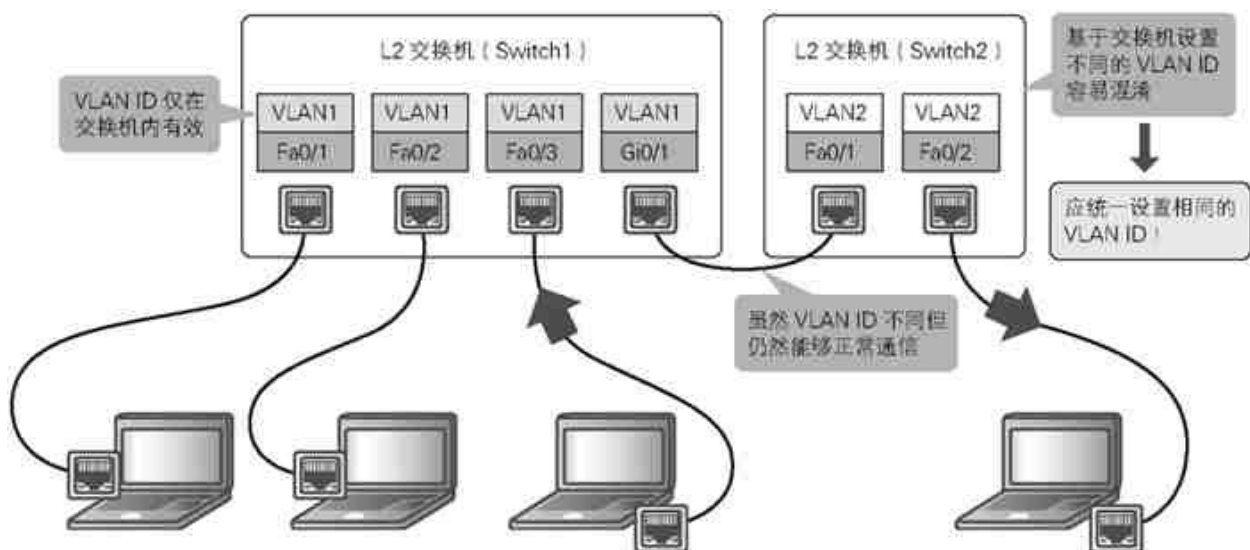 L2 交换机（Switch1）
L2 交换机（Switch2）
VLAN ID 仅在
交换机内有效
VLAN1
VLAN1
VLAN1
VLAN1
Fa0/1
Fa0/2
Fa0/3
Gi0/1
VLAN2
VLAN2
Fa0/1
Fa0/2
基于交换机设置
不同的 VLAN ID
容易混淆
应统一设置相同的
VLAN ID！
虽然 VLAN ID 不同但
仍然能够正常通信